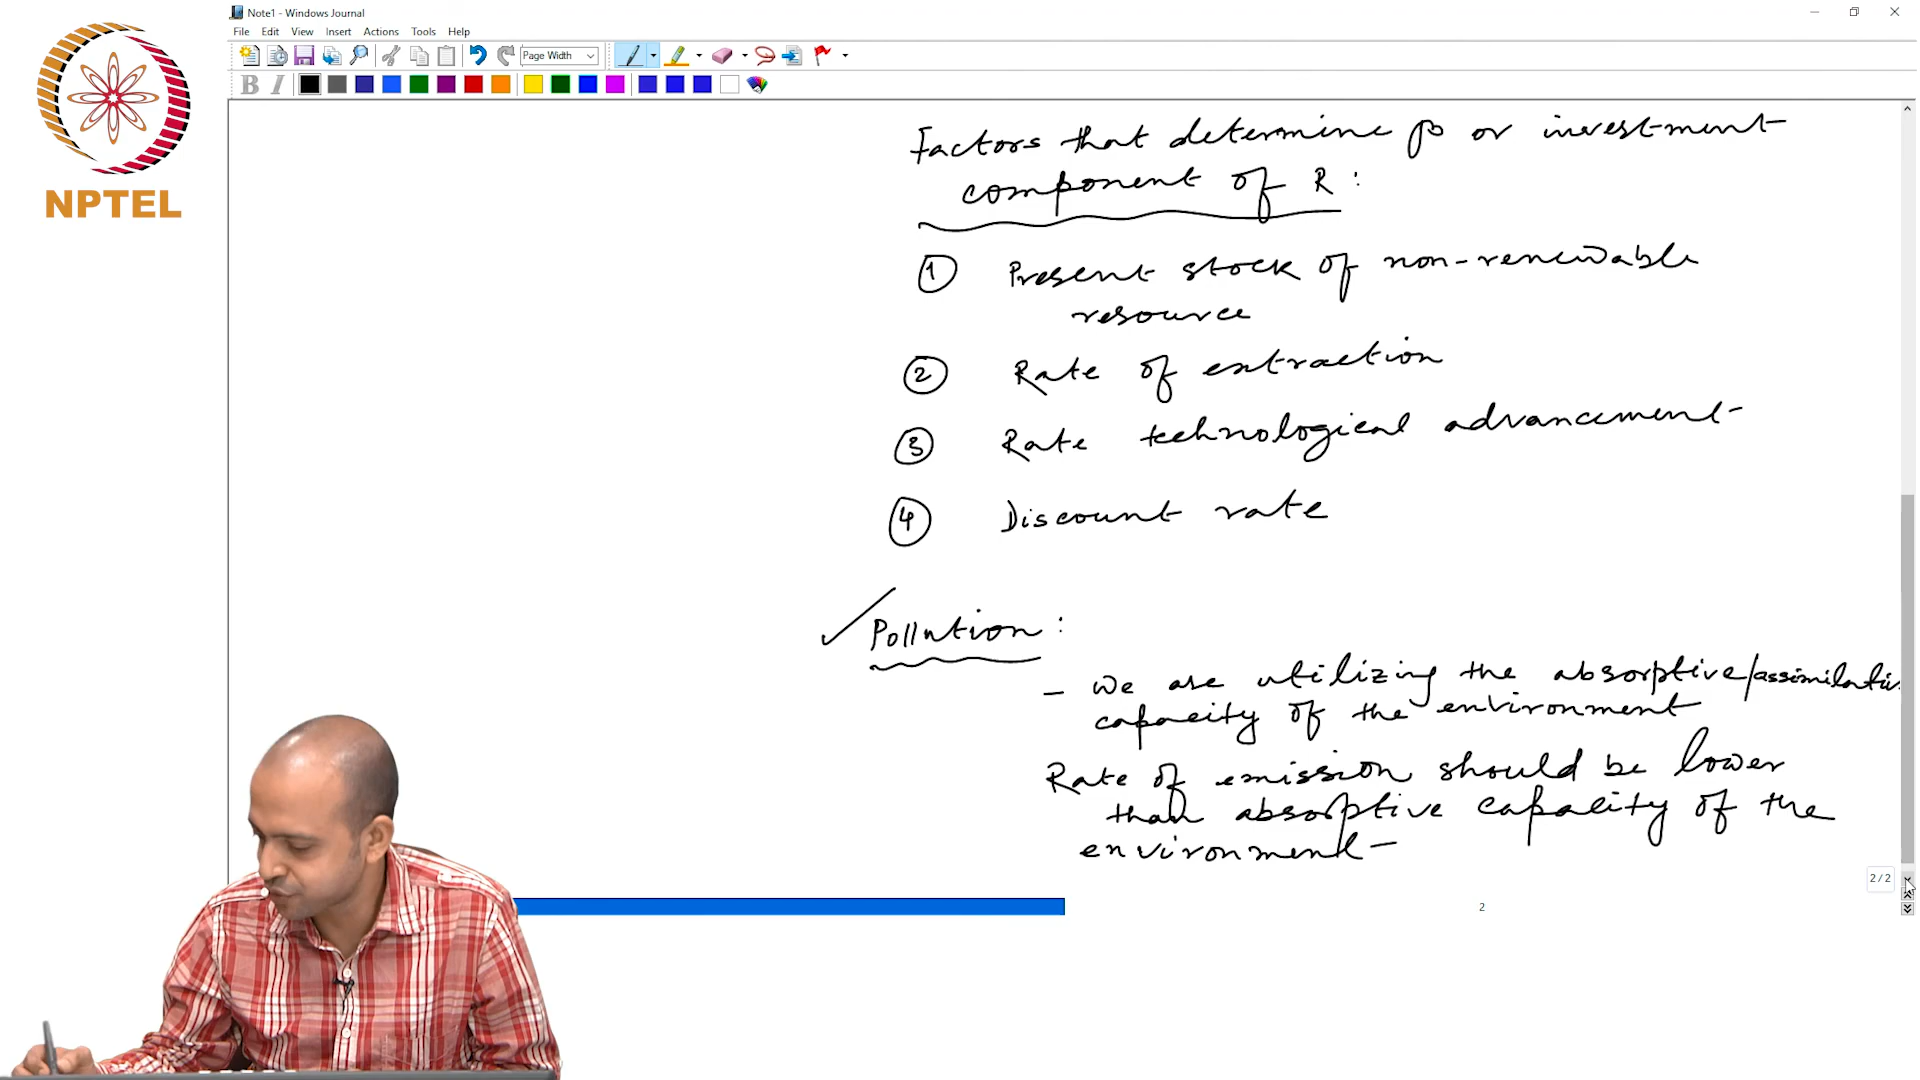 Note1 - Windows Journal
File Edit View Insert Actions Tools Help
Page Width
B I
NPTEL
Factors that determine β or investment
component of R :
1 Present stock of non-renewable
resource
2 Rate of extraction
3 Rate technological advancement
4 Discount rate
Pollution :
- We are utilizing the absorptive/assimilativ
capacity of the environment
Rate of emission should be lower
than absorptive capacity of the
environment
2 / 2
2